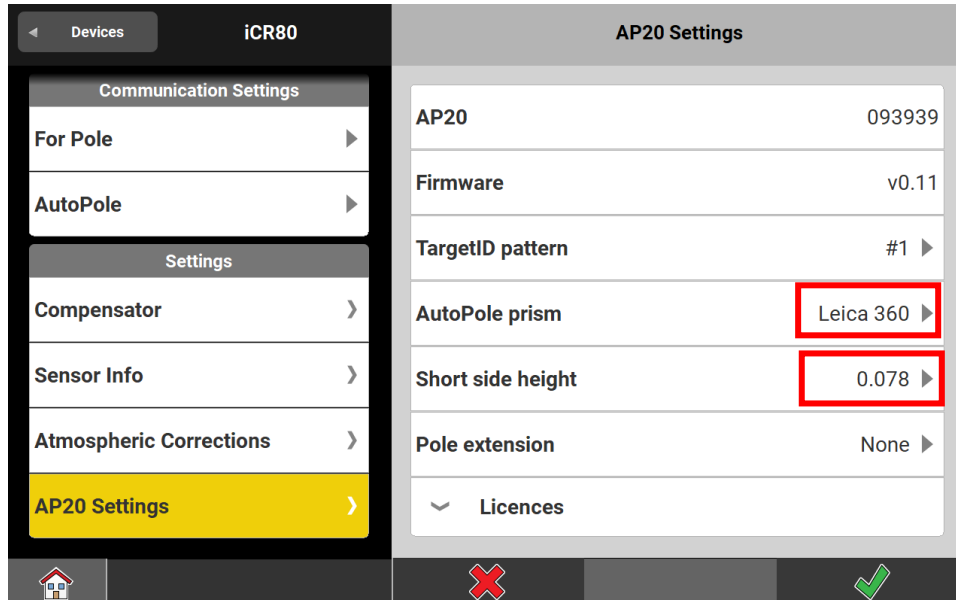 Devices
iCR80
AP20 Settings
Communication Settings
For Pole
AutoPole
Settings
Compensator
Sensor Info
Atmospheric Corrections
AP20 Settings
AP20 093939
Firmware v0.11
TargetID pattern #1
AutoPole prism Leica 360
Short side height 0.078
Pole extension None
Licences